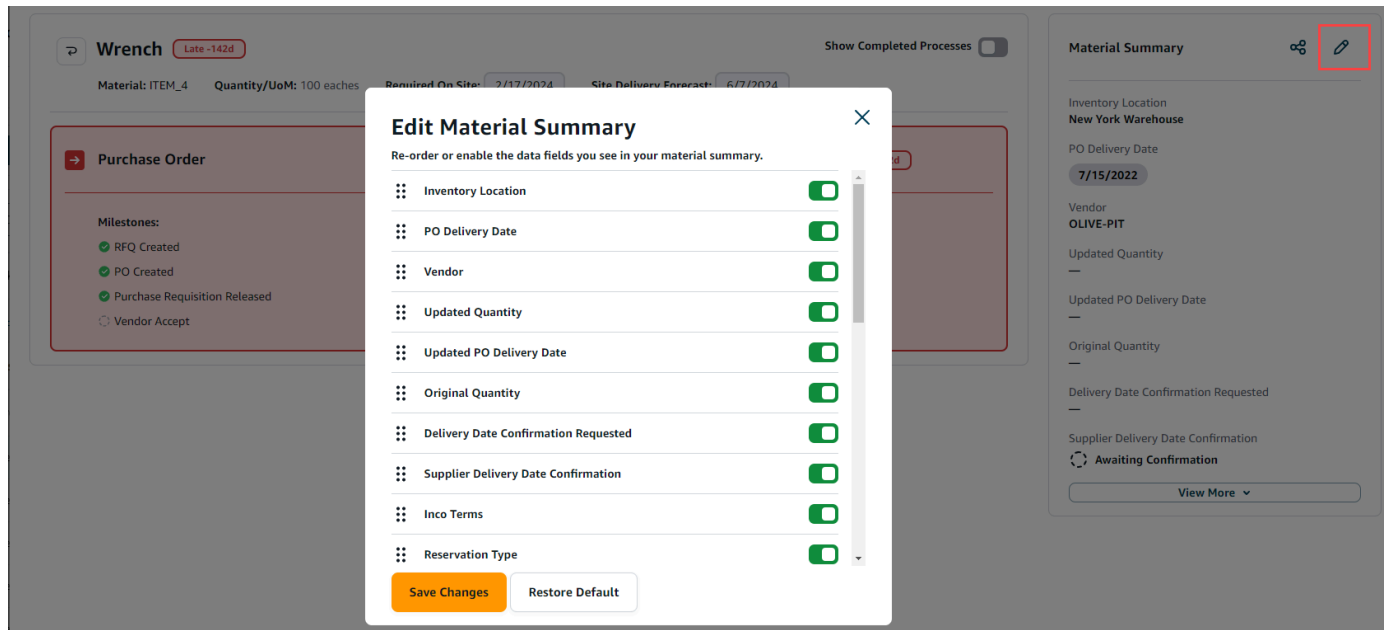 Wrench Late -142d
Show Completed Processes
Material: ITEM_4 Quantity/UoM: 100 eaches Required On Site: 2/17/2024 Site Delivery Forecast: 6/7/2024
Purchase Order
Milestones:
RFQ Created
PO Created
Purchase Requisition Released
Vendor Accept
Edit Material Summary
Re-order or enable the data fields you see in your material summary.
Inventory Location
PO Delivery Date
Vendor
Updated Quantity
Updated PO Delivery Date
Original Quantity
Delivery Date Confirmation Requested
Supplier Delivery Date Confirmation
Inco Terms
Reservation Type
Save Changes Restore Default
Material Summary
Inventory Location
New York Warehouse
PO Delivery Date
7/15/2022
Vendor
OLIVE-PIT
Updated Quantity
—
Updated PO Delivery Date
—
Original Quantity
—
Delivery Date Confirmation Requested
—
Supplier Delivery Date Confirmation
Awaiting Confirmation
View More